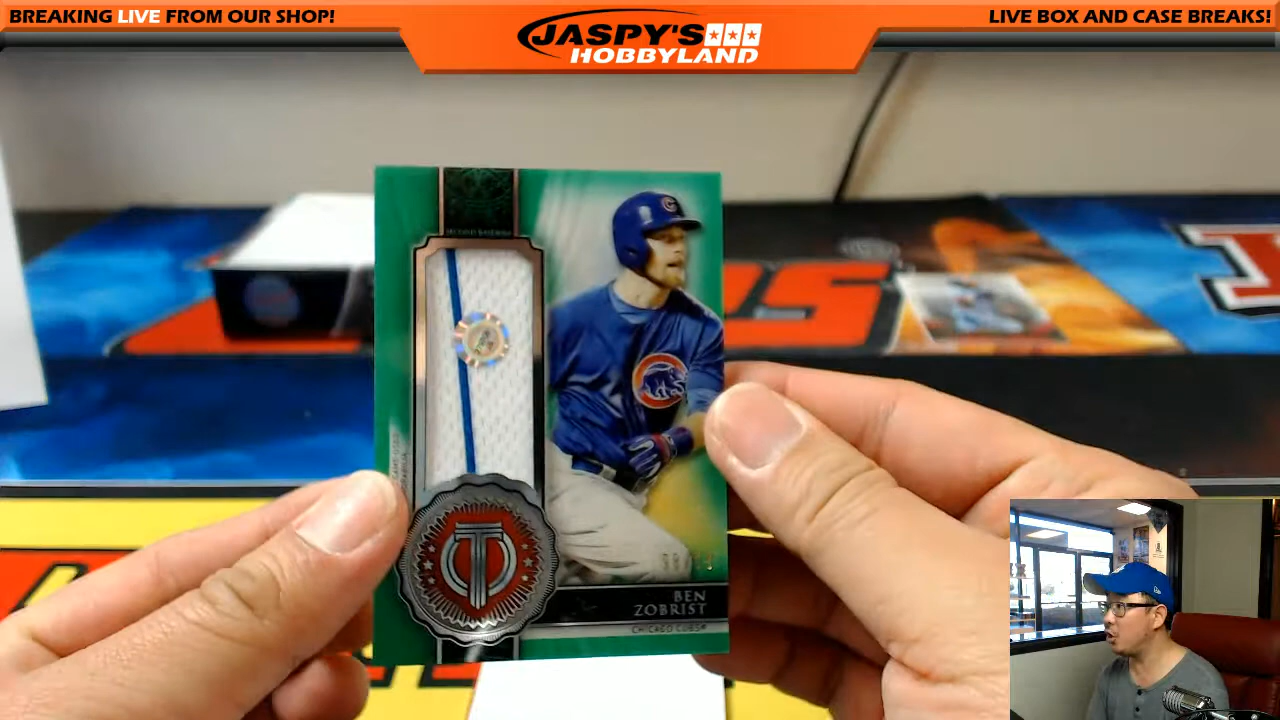 BREAKING LIVE FROM OUR SHOP!
JASPY'S
HOBBYLAND
LIVE BOX AND CASE BREAKS!
BEN
ZOBRIST
CHICAGO CUBS